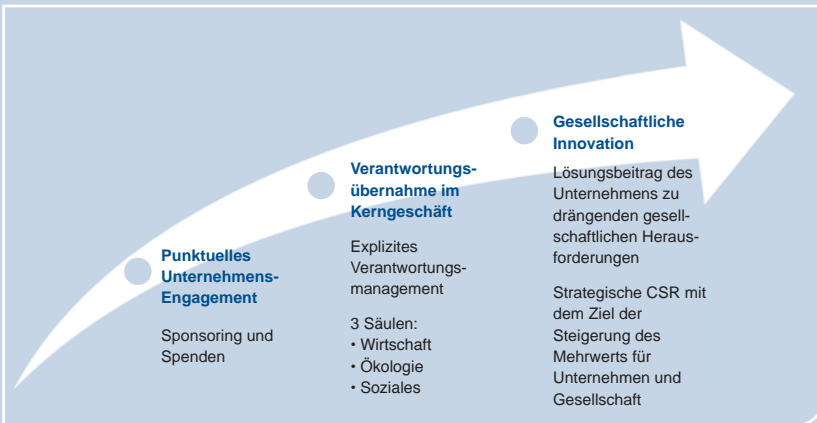 Punktuelles
Unternehmens-
Engagement
Sponsoring und
Spenden
Verantwortungs-
übernahme im
Kerngeschäft
Explizites
Verantwortungs-
management
3 Säulen:
• Wirtschaft
• Ökologie
• Soziales
Gesellschaftliche
Innovation
Lösungsbeitrag des
Unternehmens zu
drängenden gesell-
schaftlichen Heraus-
forderungen
Strategische CSR mit
dem Ziel der
Steigerung des
Mehrwerts für
Unternehmen und
Gesellschaft